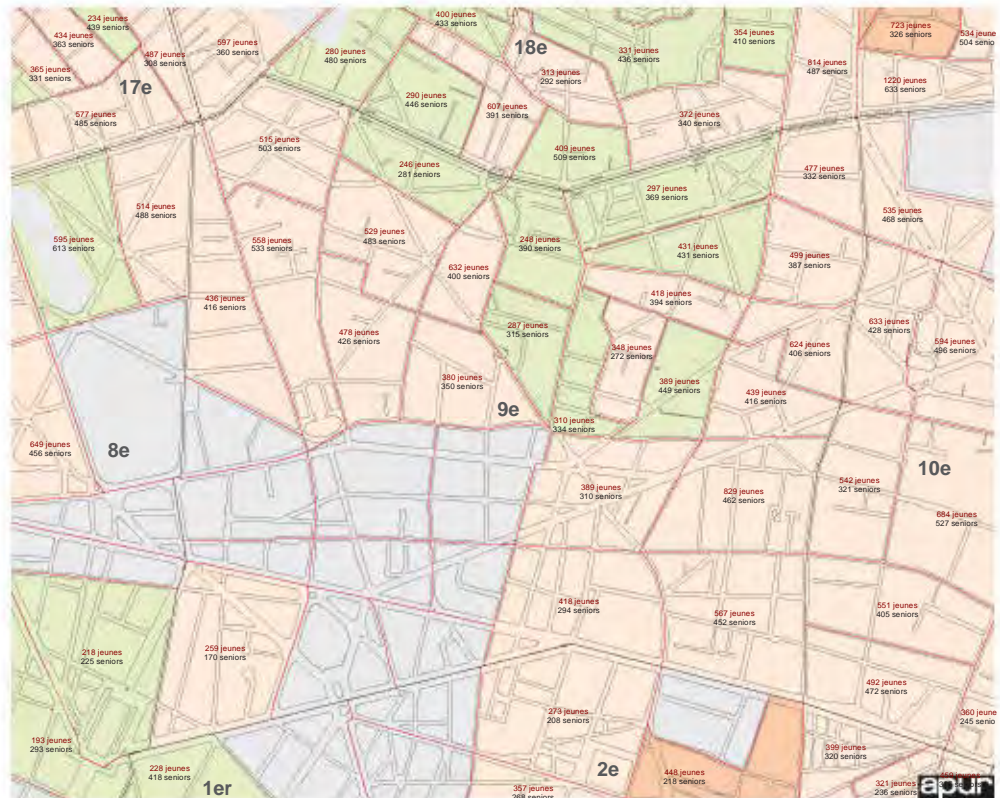 234 jeunes
439 seniors
400 jeunes
433 seniors
723 jeunes
326 seniors
434 jeunes
363 seniors
597 jeunes
360 seniors
18e
354 jeunes
410 seniors
534 jeune
504 senio
487 jeunes
308 seniors
280 jeunes
480 seniors
331 jeunes
436 seniors
365 jeunes
331 seniors
17e
313 jeunes
292 seniors
814 jeunes
487 seniors
1220 jeunes
633 seniors
577 jeunes
485 seniors
290 jeunes
446 seniors
607 jeunes
391 seniors
372 jeunes
340 seniors
515 jeunes
503 seniors
409 jeunes
509 seniors
246 jeunes
281 seniors
477 jeunes
332 seniors
297 jeunes
369 seniors
514 jeunes
488 seniors
535 jeunes
468 seniors
595 jeunes
613 seniors
558 jeunes
533 seniors
529 jeunes
483 seniors
248 jeunes
390 seniors
431 jeunes
431 seniors
499 jeunes
387 seniors
632 jeunes
400 seniors
436 jeunes
416 seniors
418 jeunes
394 seniors
478 jeunes
426 seniors
287 jeunes
315 seniors
633 jeunes
428 seniors
348 jeunes
272 seniors
624 jeunes
406 seniors
594 jeunes
496 seniors
380 jeunes
350 seniors
389 jeunes
449 seniors
439 jeunes
416 seniors
9e
310 jeunes
334 seniors
649 jeunes
456 seniors
8e
10e
389 jeunes
310 seniors
829 jeunes
462 seniors
542 jeunes
321 seniors
684 jeunes
527 seniors
418 jeunes
294 seniors
567 jeunes
452 seniors
551 jeunes
405 seniors
218 jeunes
225 seniors
259 jeunes
170 seniors
492 jeunes
472 seniors
273 jeunes
208 seniors
360 jeune
245 senio
193 jeunes
293 seniors
399 jeunes
320 seniors
228 jeunes
418 seniors
2e
448 jeunes
218 seniors
1er
357 jeunes
268 seniors
321 jeunes
236 seniors
apur